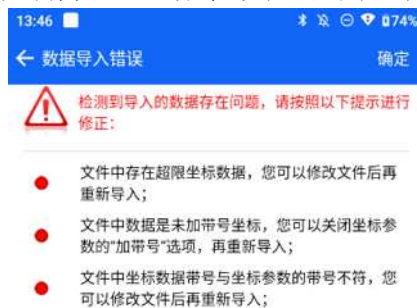 13:46
74%
← 数据导入错误 确定
检测到导入的数据存在问题，请按照以下提示进行
修正：
文件中存在超限坐标数据，您可以修改文件后再
重新导入；
文件中数据是未加带号坐标，您可以关闭坐标参
数的"加带号"选项，再重新导入；
文件中坐标数据带号与坐标参数的带号不符，您
可以修改文件后再重新导入；